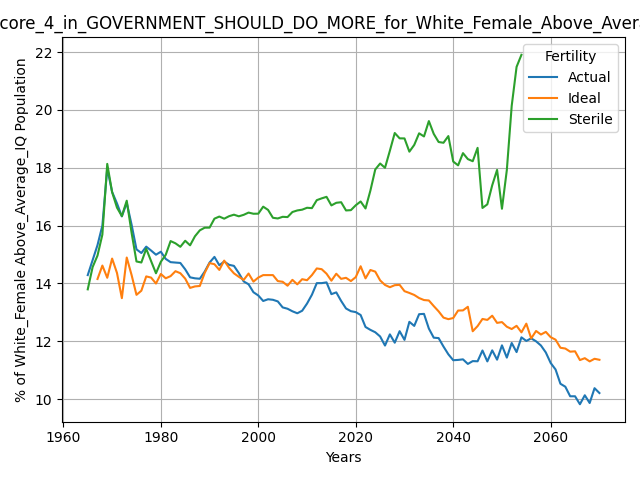 core_4_in_GOVERNMENT_SHOULD_DO_MORE_for_White_Female_Above_Aver
% of White_Female Above_Average_IQ Population
22
20
18
16
14
12
10
Fertility
Actual
Ideal
Sterile
1960
1980
2000
2020
2040
2060
Years